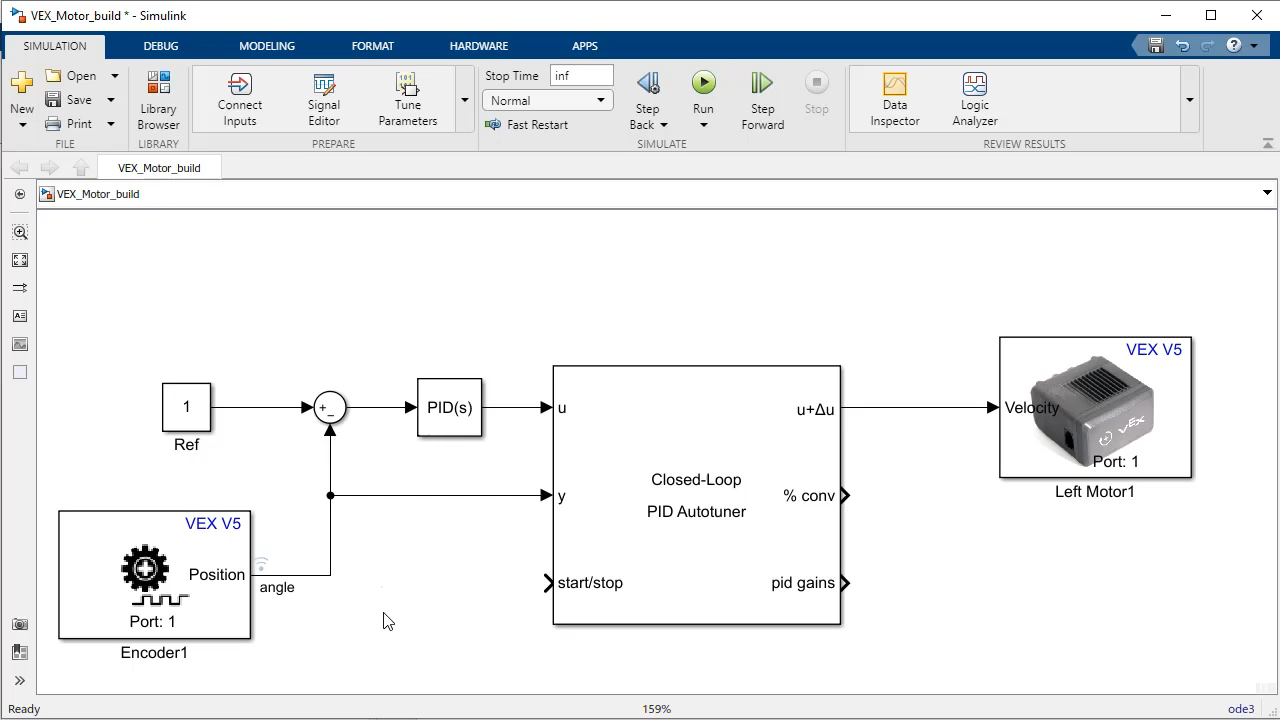 VEX_Motor_build * - Simulink
SIMULATION
DEBUG
MODELING
FORMAT
HARDWARE
APPS
New
Open
Save
Print
FILE
Library
Browser
LIBRARY
Connect
Inputs
Signal
Editor
Tune
Parameters
PREPARE
Stop Time
inf
Normal
Fast Restart
Step
Back
Run
Step
Forward
Stop
SIMULATE
Data
Inspector
Logic
Analyzer
REVIEW RESULTS
VEX_Motor_build
VEX_Motor_build
1
Ref
PID(s)
u
y
start/stop
Closed-Loop
PID Autotuner
u+Δu
% conv
pid gains
VEX V5
Velocity
VEX
Port: 1
Left Motor1
VEX V5
Position
Port: 1
Encoder1
angle
Ready
159%
ode3